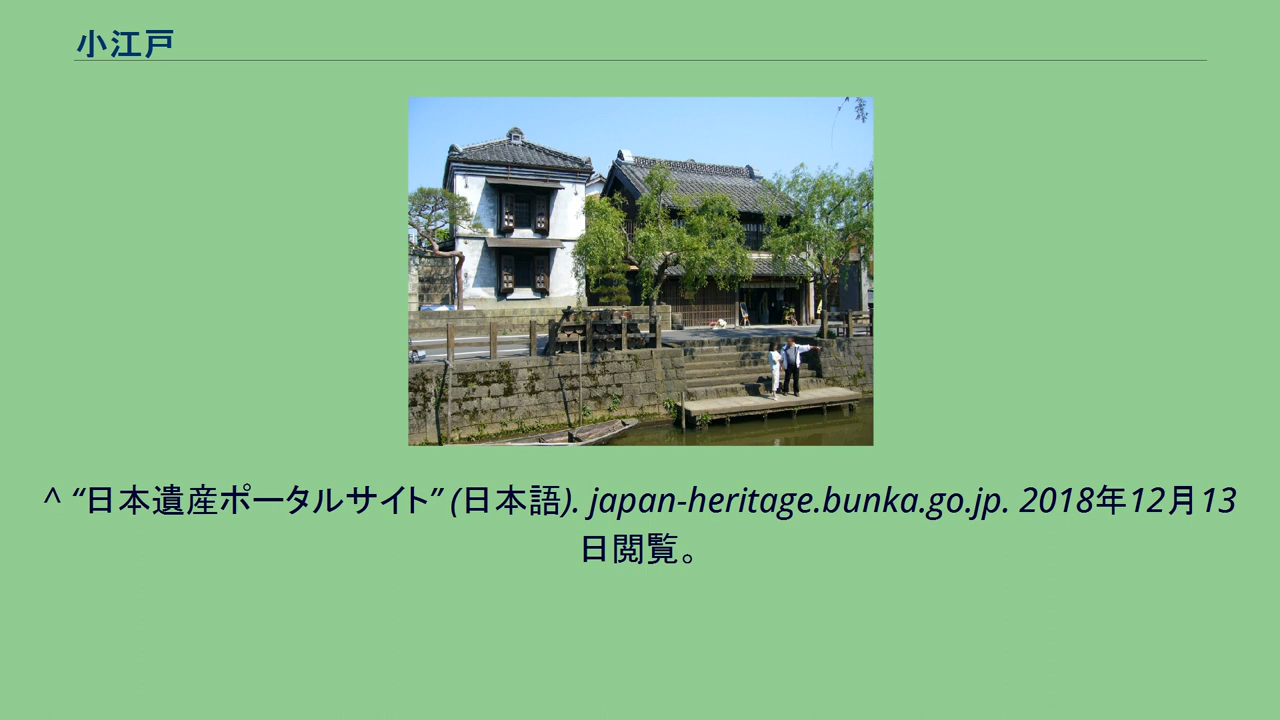 小江戸
^ “日本遺産ポータルサイト” (日本語). japan-heritage.bunka.go.jp. 2018年12月13
日閲覧。